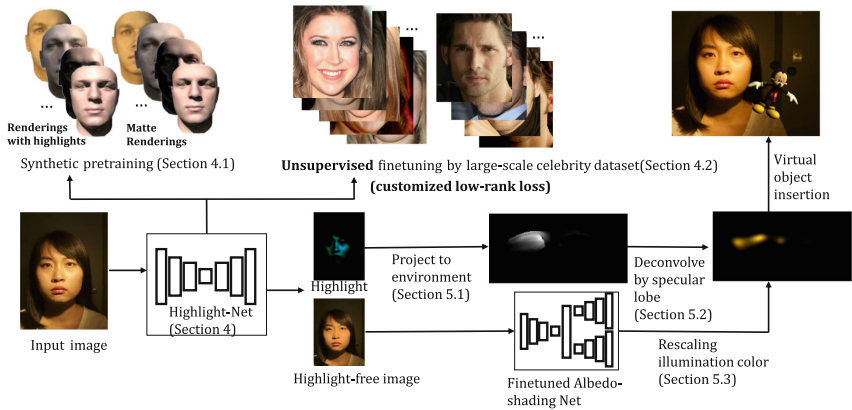 ...
...
...
...
Renderings
with highlights
Matte
Renderings
Synthetic pretraining (Section 4.1)
Unsupervised finetuning by large-scale celebrity dataset(Section 4.2)
(customized low-rank loss)
Virtual
object
insertion
Input image
Highlight-Net
(Section 4)
Highlight
Highlight-free image
Project to
environment
(Section 5.1)
Deconvolve
by specular
lobe
(Section 5.2)
Finetuned Albedo-
shading Net
Rescaling
illumination color
(Section 5.3)